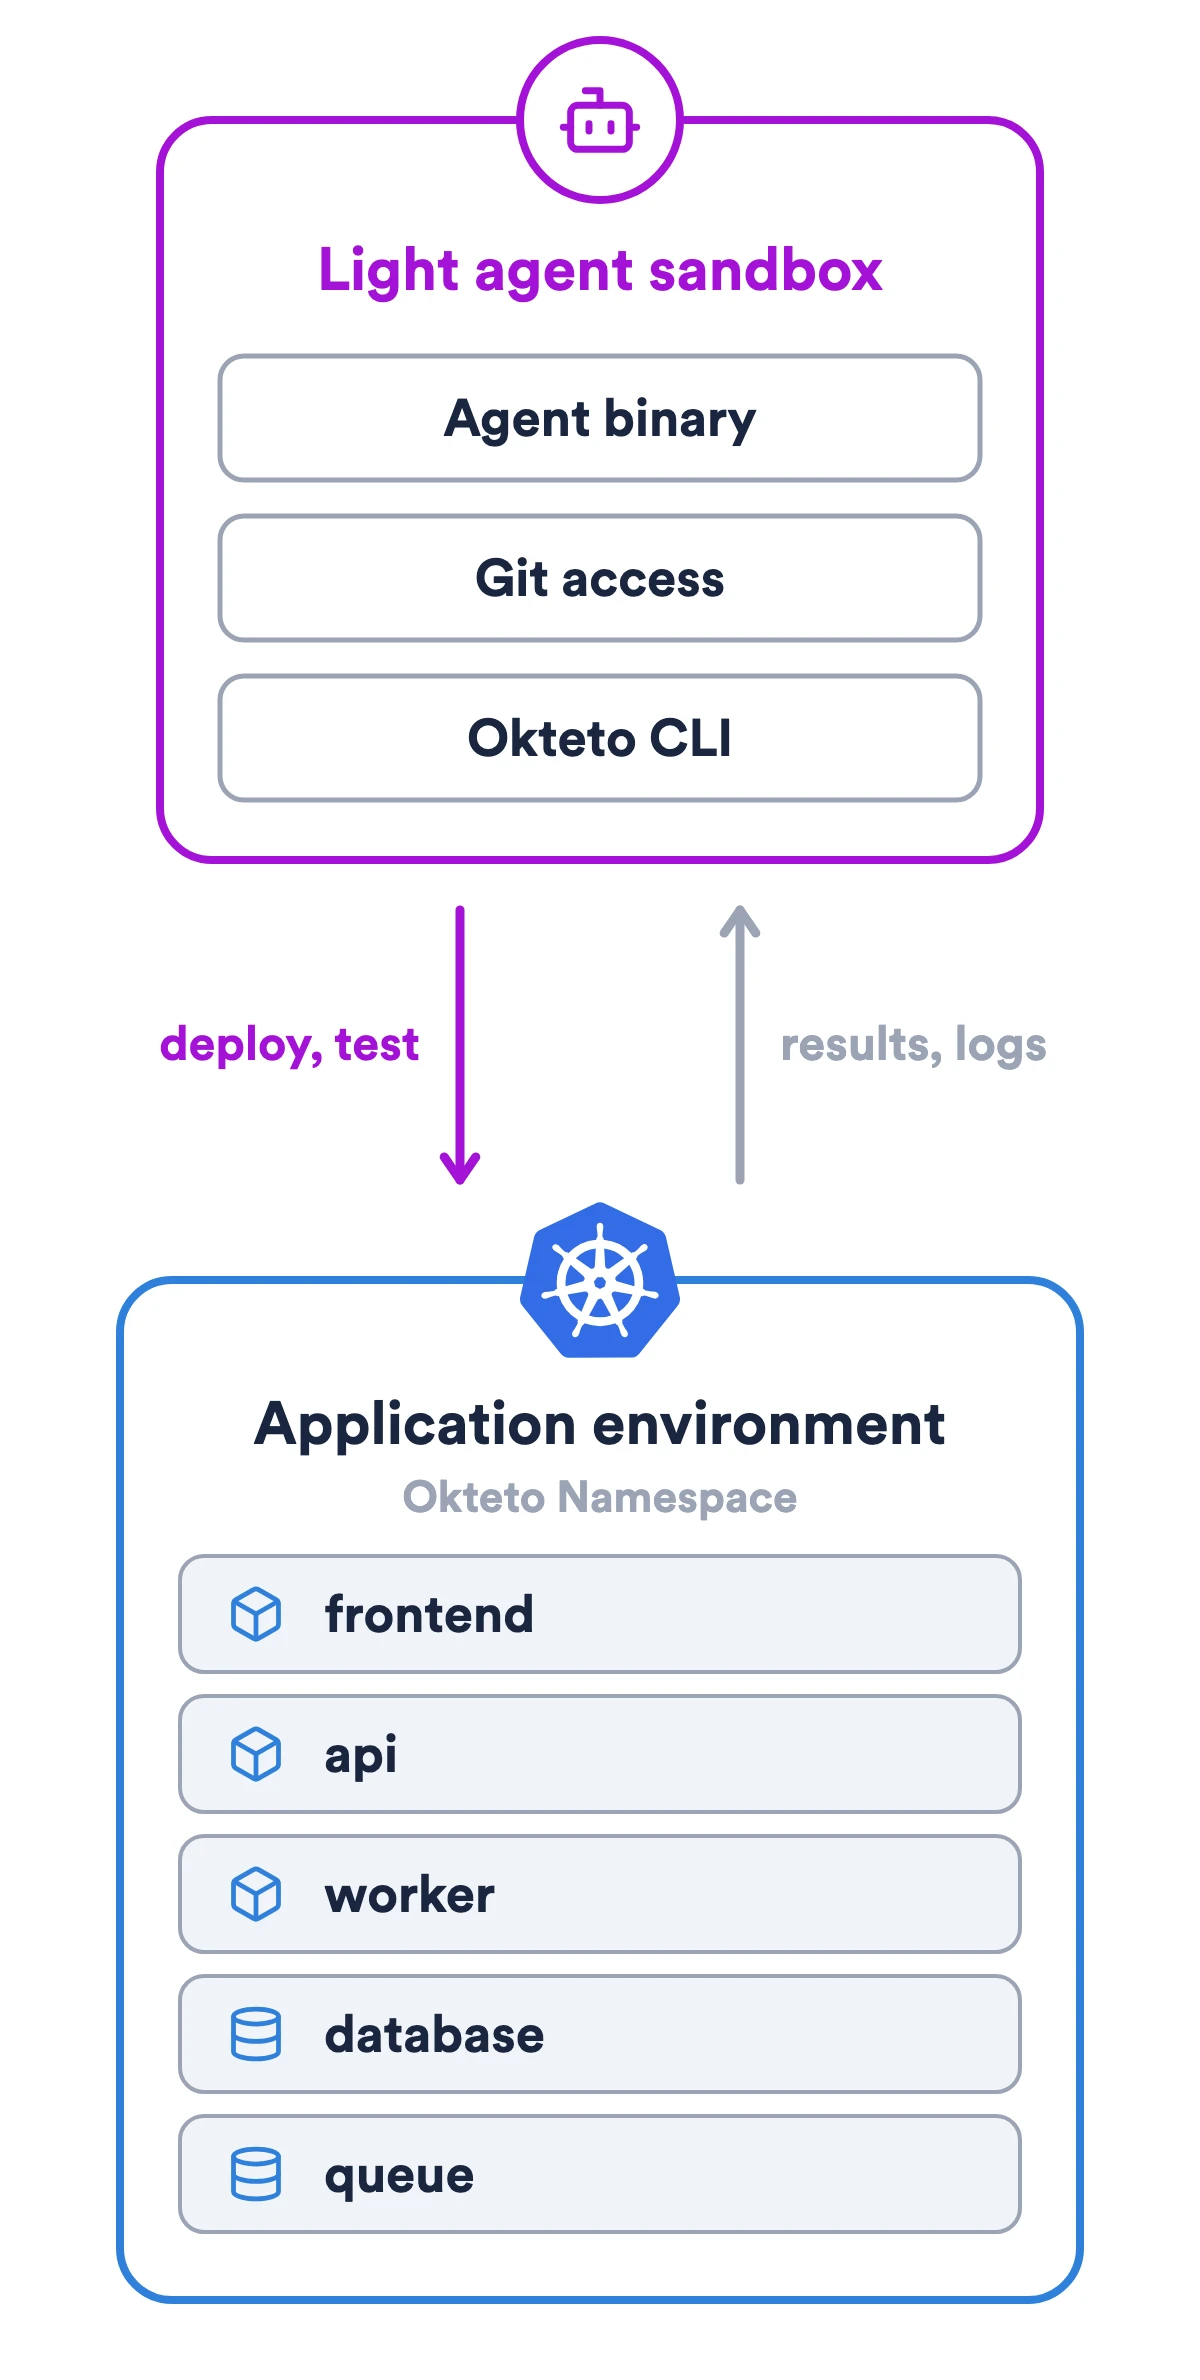 Light agent sandbox
Agent binary
Git access
Okteto CLI
deploy, test
results, logs
Application environment
Okteto Namespace
frontend
api
worker
database
queue